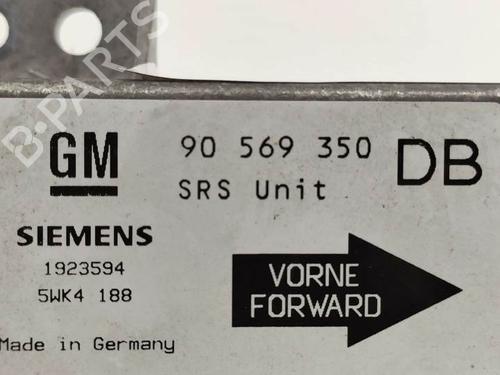 B-PARTS
GM
90 569 350
DB
SRS Unit
SIEMENS
1923594
5WK4 188
VORNE
FORWARD
Made in Germany